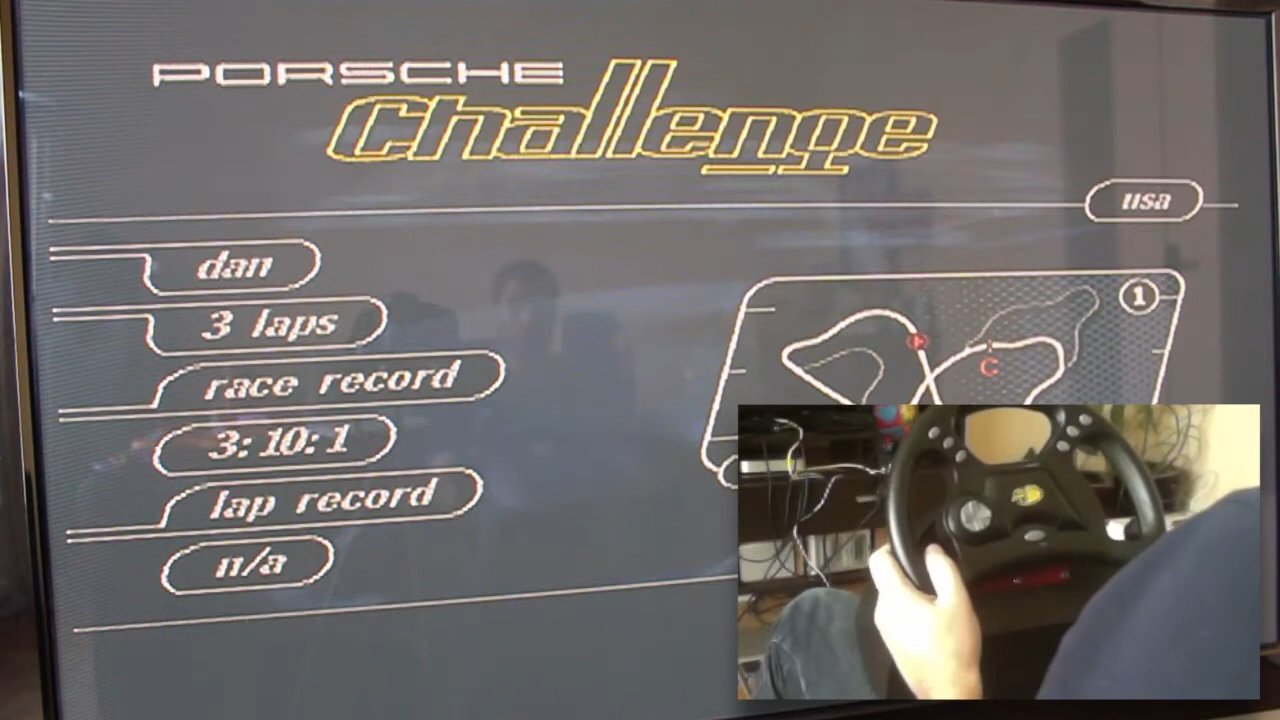 PORSCHE
Challenge
usa
dan
3 laps
race record
3:10:1
lap record
n/a
1
C